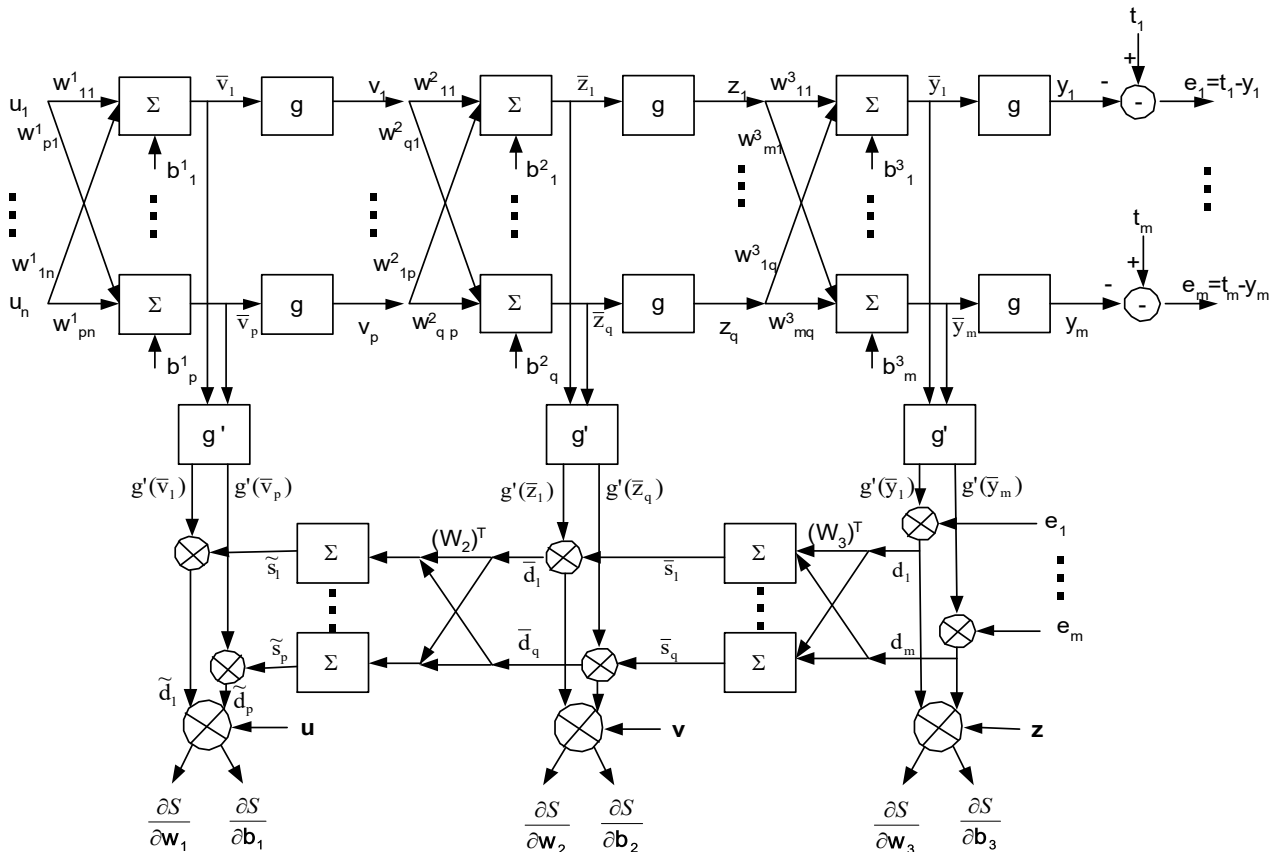 t₁
w¹₁₁ v̄₁ v₁ w²₁₁ z̄₁ z₁ w³₁₁ ȳ₁ y₁ + -
u₁ Σ g Σ g Σ g - e₁=t₁-y₁
w¹ₚ₁ w²q₁ w³ₘ₁
b¹₁ b²₁ b³₁
tₘ
w¹₁ₙ w²₁ₚ w³₁q + -
uₙ Σ g Σ g Σ g - eₘ=tₘ-yₘ
w¹ₚₙ v̄ₚ vₚ w²q ₚ z̄q zq w³ₘq ȳₘ yₘ
b¹ₚ b²q b³ₘ
g' g' g'
g'(v̄₁) g'(v̄ₚ) g'(z̄₁) g'(z̄q) g'(ȳ₁) g'(ȳₘ)
e₁
s̃₁ Σ (W₂)ᵀ d̄₁ s̄₁ Σ (W₃)ᵀ d₁
s̃ₚ Σ d̄q s̄q Σ dₘ eₘ
d̃₁ d̃ₚ
u v z
∂S/∂w₁ ∂S/∂b₁ ∂S/∂w₂ ∂S/∂b₂ ∂S/∂w₃ ∂S/∂b₃